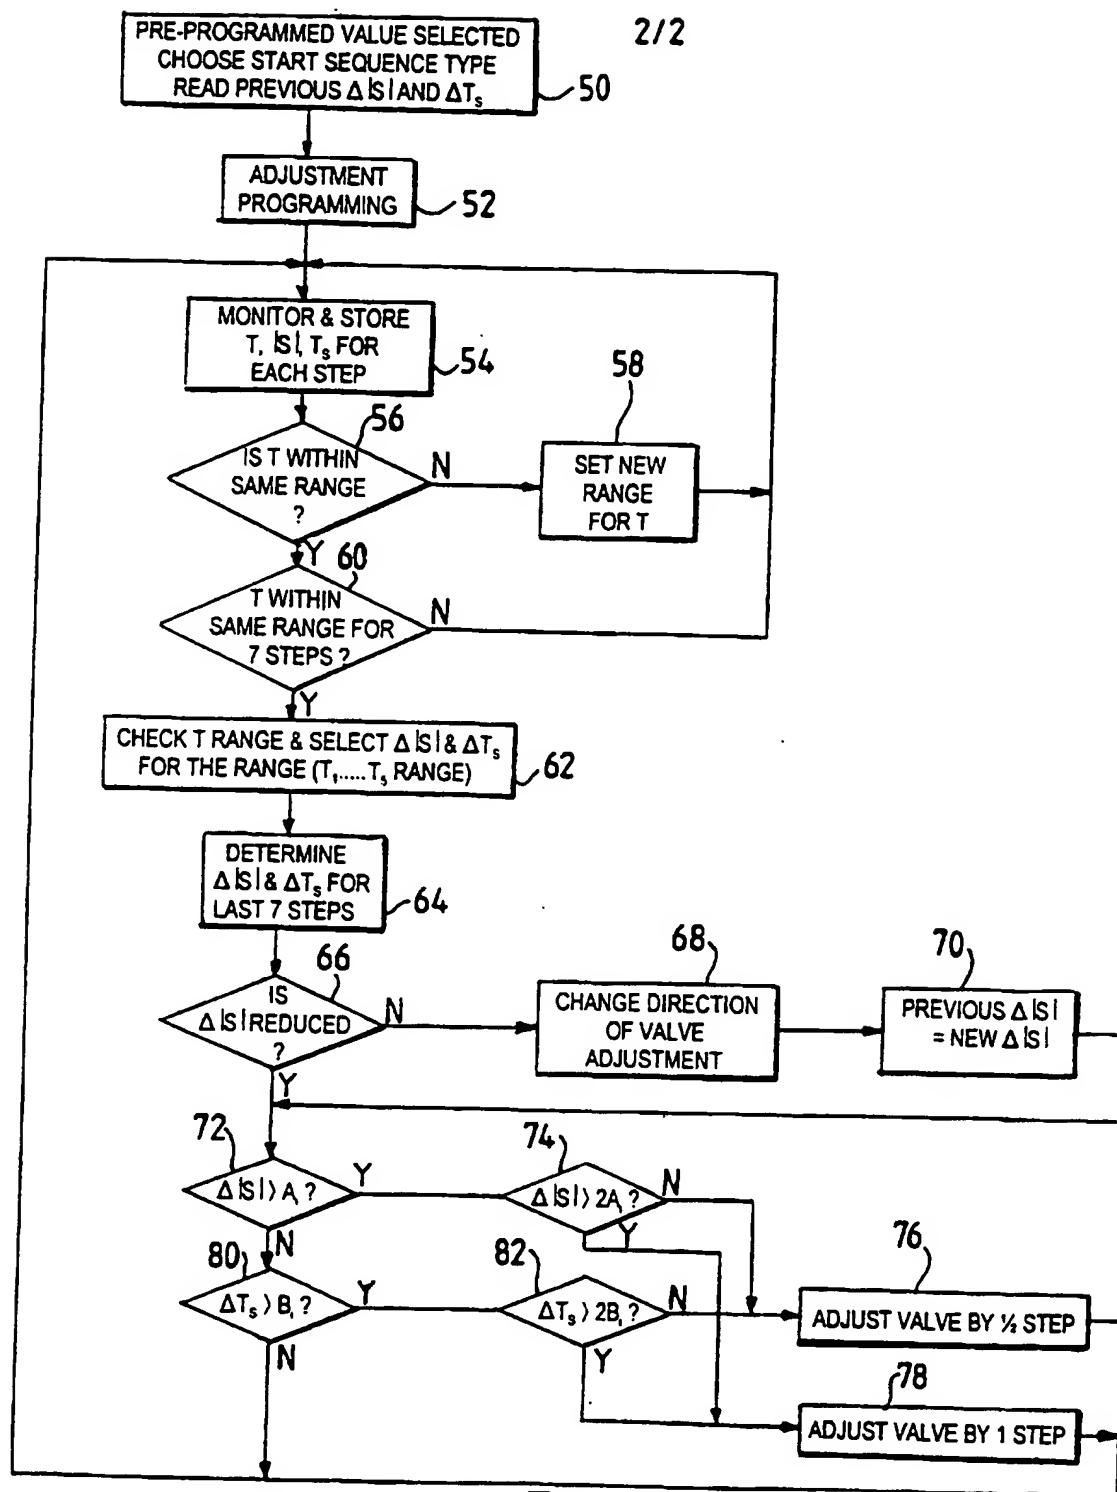 2/2
PRE-PROGRAMMED VALUE SELECTED
CHOOSE START SEQUENCE TYPE
READ PREVIOUS Δ|S| AND ΔTs
50
ADJUSTMENT
PROGRAMMING
52
MONITOR & STORE
T, |S|, Ts FOR
EACH STEP
54
56
IS T WITHIN
SAME RANGE
?
N
Y
58
SET NEW
RANGE
FOR T
60
T WITHIN
SAME RANGE FOR
7 STEPS ?
N
Y
CHECK T RANGE & SELECT Δ|S| & ΔTs
FOR THE RANGE (T1.....T5 RANGE)
62
DETERMINE
Δ|S| & ΔTs FOR
LAST 7 STEPS
64
66
IS
Δ|S| REDUCED
?
N
Y
68
CHANGE DIRECTION
OF VALVE
ADJUSTMENT
70
PREVIOUS Δ|S|
= NEW Δ|S|
72
Δ|S| > A1 ?
Y
N
74
Δ|S| > 2A1 ?
N
Y
76
ADJUST VALVE BY ½ STEP
80
ΔTs > B1 ?
Y
N
82
ΔTs > 2B1 ?
N
Y
78
ADJUST VALVE BY 1 STEP